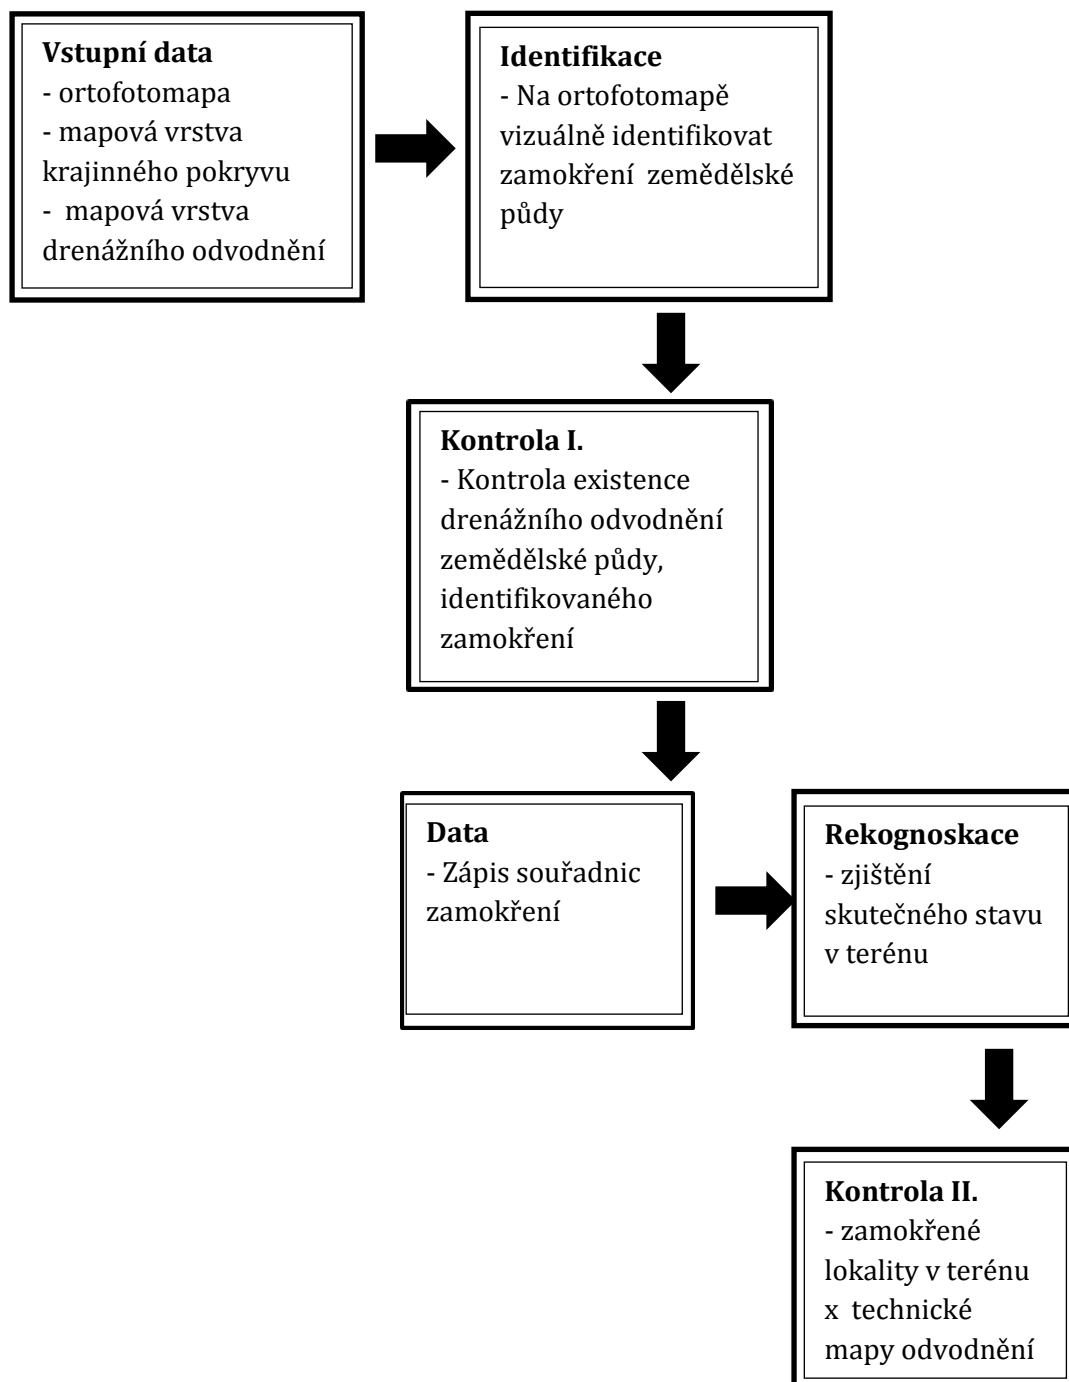 Vstupní data
- ortofotomapa
- mapová vrstva
krajinného pokryvu
- mapová vrstva
drenážního odvodnění
Identifikace
- Na ortofotomapě
vizuálně identifikovat
zamokření zemědělské
půdy
Kontrola I.
- Kontrola existence
drenážního odvodnění
zemědělské půdy,
identifikovaného
zamokření
Data
- Zápis souřadnic
zamokření
Rekognoskace
- zjištění
skutečného stavu
v terénu
Kontrola II.
- zamokřené
lokality v terénu
x technické
mapy odvodnění